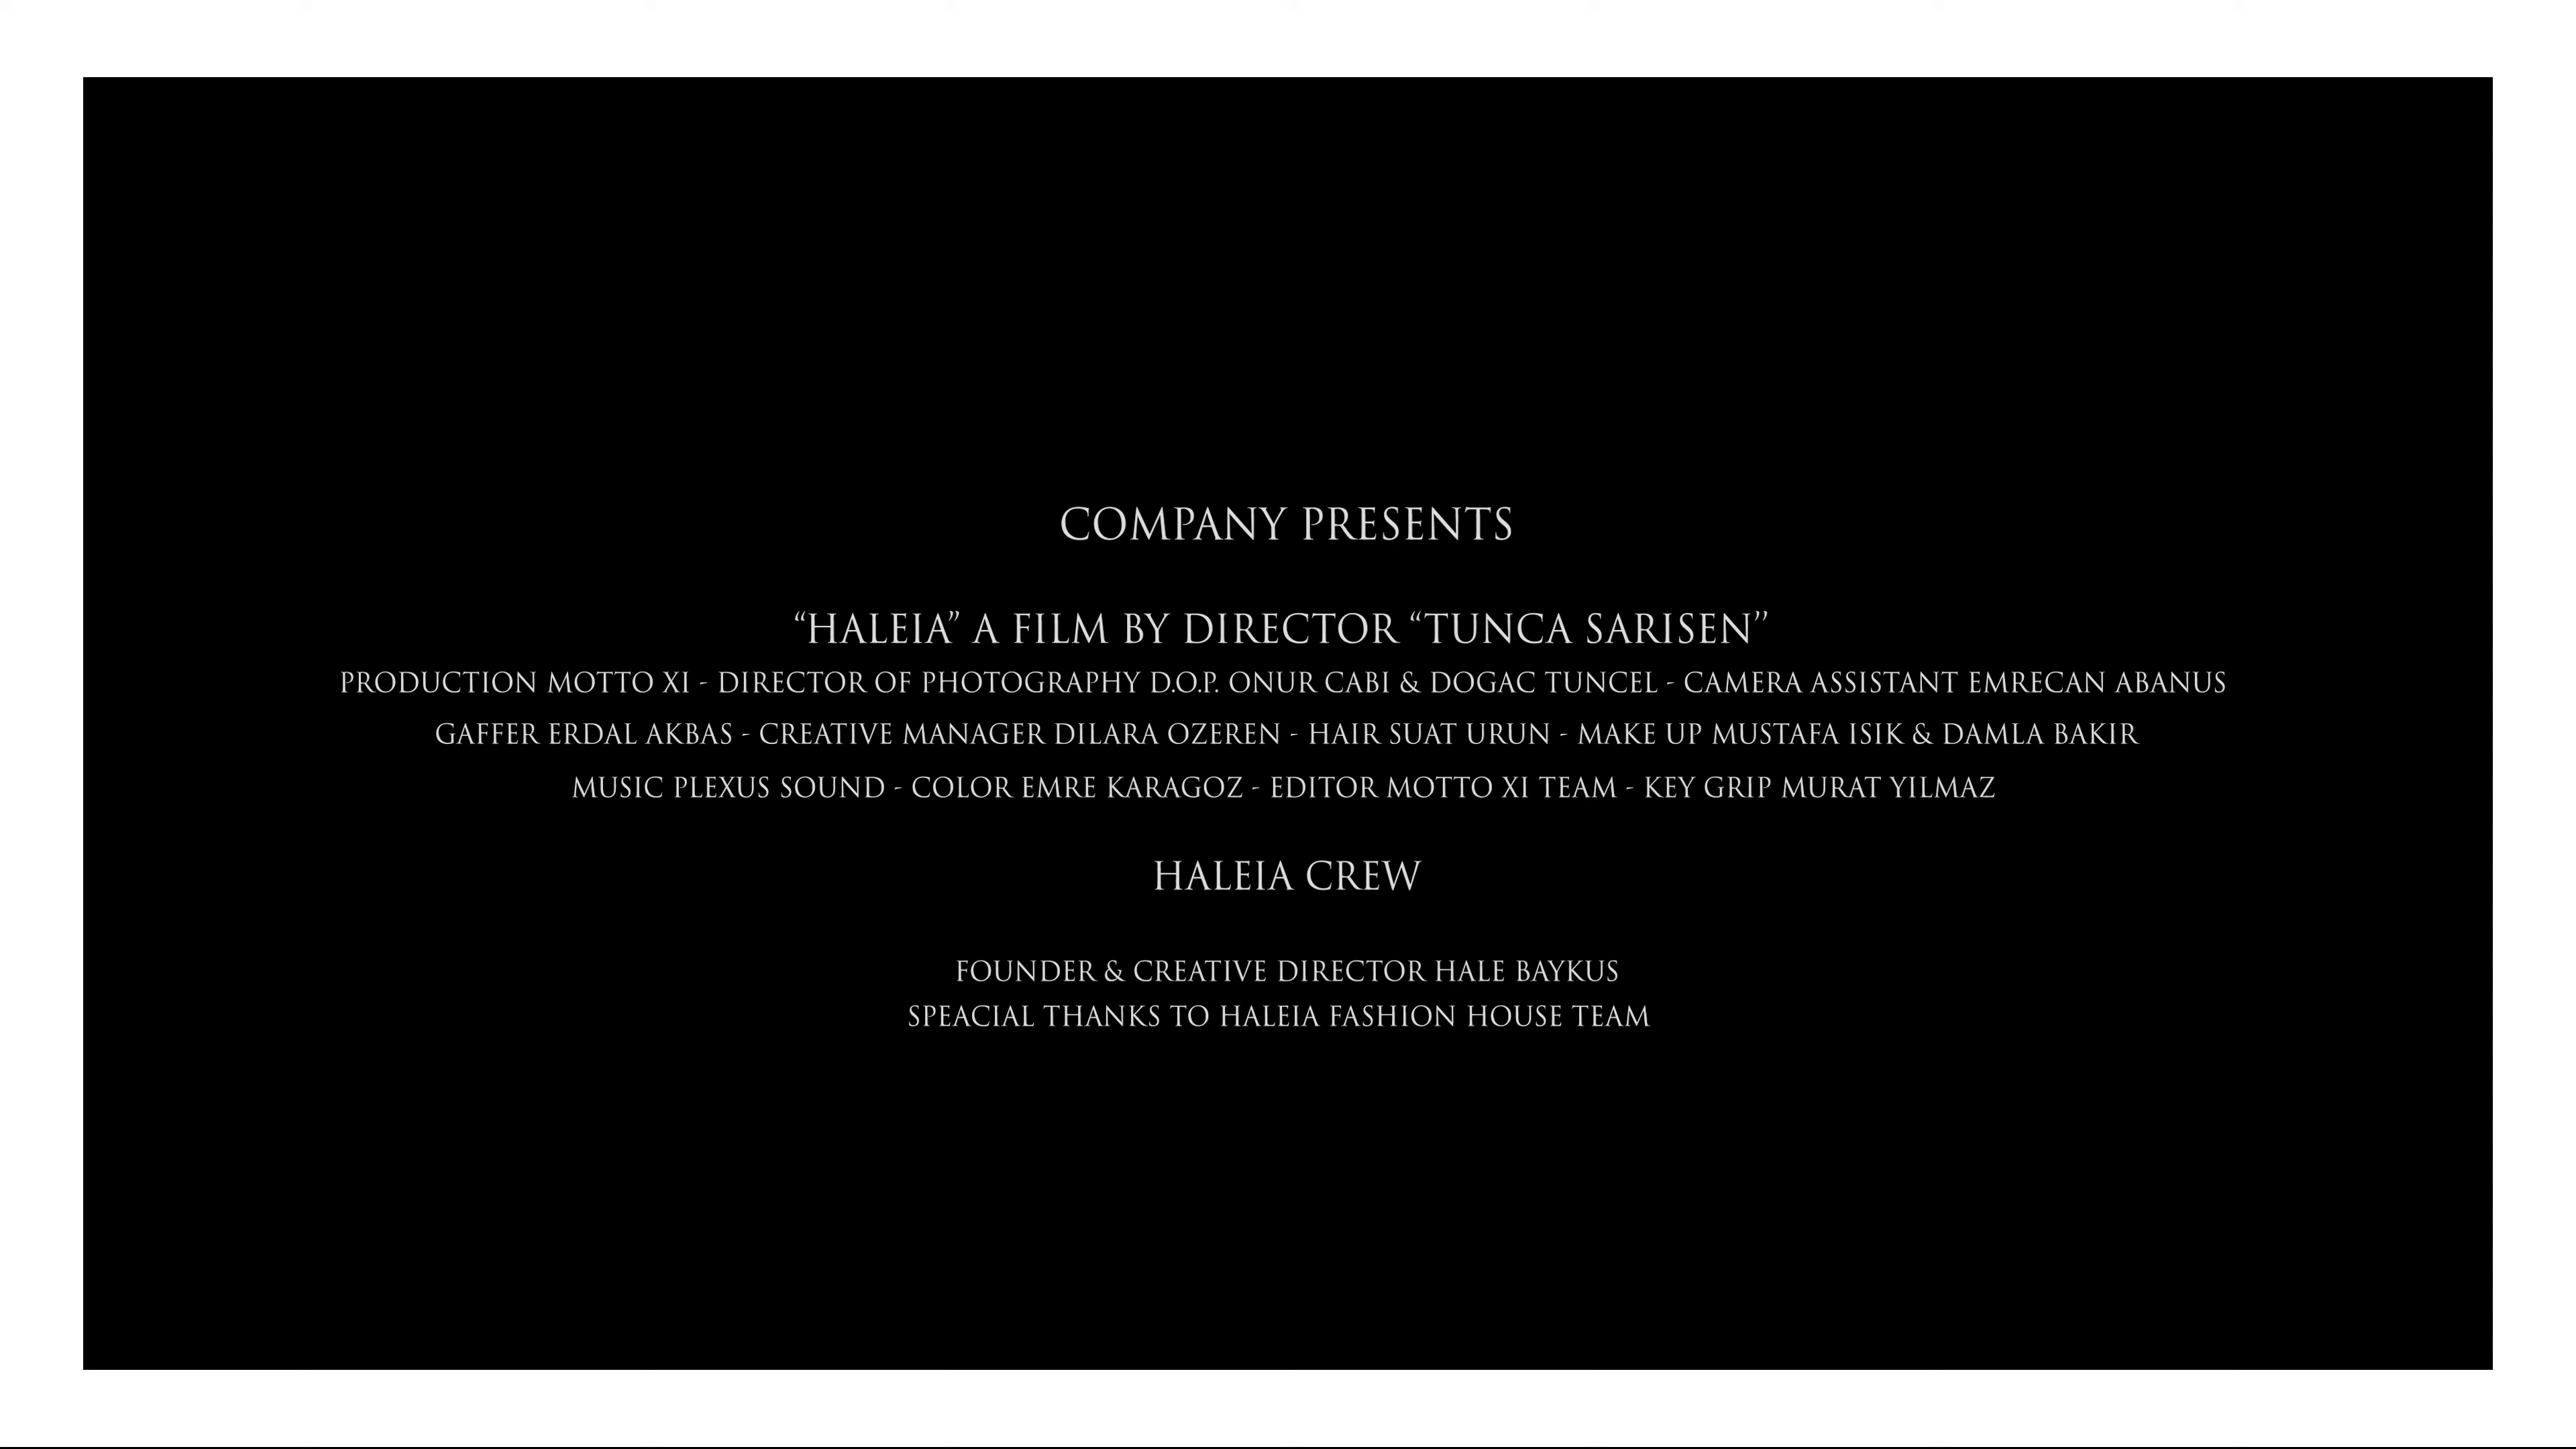 COMPANY PRESENTS
“HALEIA” A FILM BY DIRECTOR “TUNCA SARISEN’’
PRODUCTION MOTTO XI - DIRECTOR OF PHOTOGRAPHY D.O.P. ONUR CABI & DOGAC TUNCEL - CAMERA ASSISTANT EMRECAN ABANUS
GAFFER ERDAL AKBAS - CREATIVE MANAGER DILARA OZEREN - HAIR SUAT URUN - MAKE UP MUSTAFA ISIK & DAMLA BAKIR
MUSIC PLEXUS SOUND - COLOR EMRE KARAGOZ - EDITOR MOTTO XI TEAM - KEY GRIP MURAT YILMAZ
HALEIA CREW
FOUNDER & CREATIVE DIRECTOR HALE BAYKUS
SPEACIAL THANKS TO HALEIA FASHION HOUSE TEAM